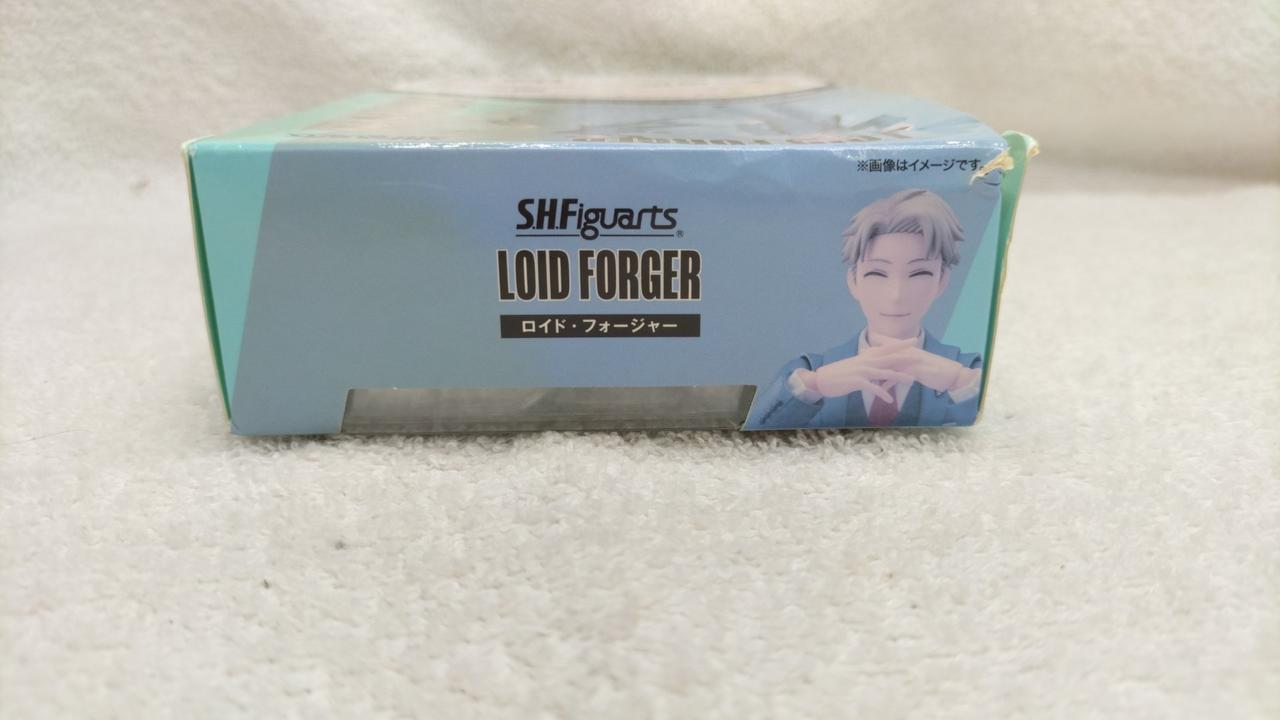 ※画像はイメージです。
S.H.Figuarts®
LOID FORGER
ロイド・フォージャー